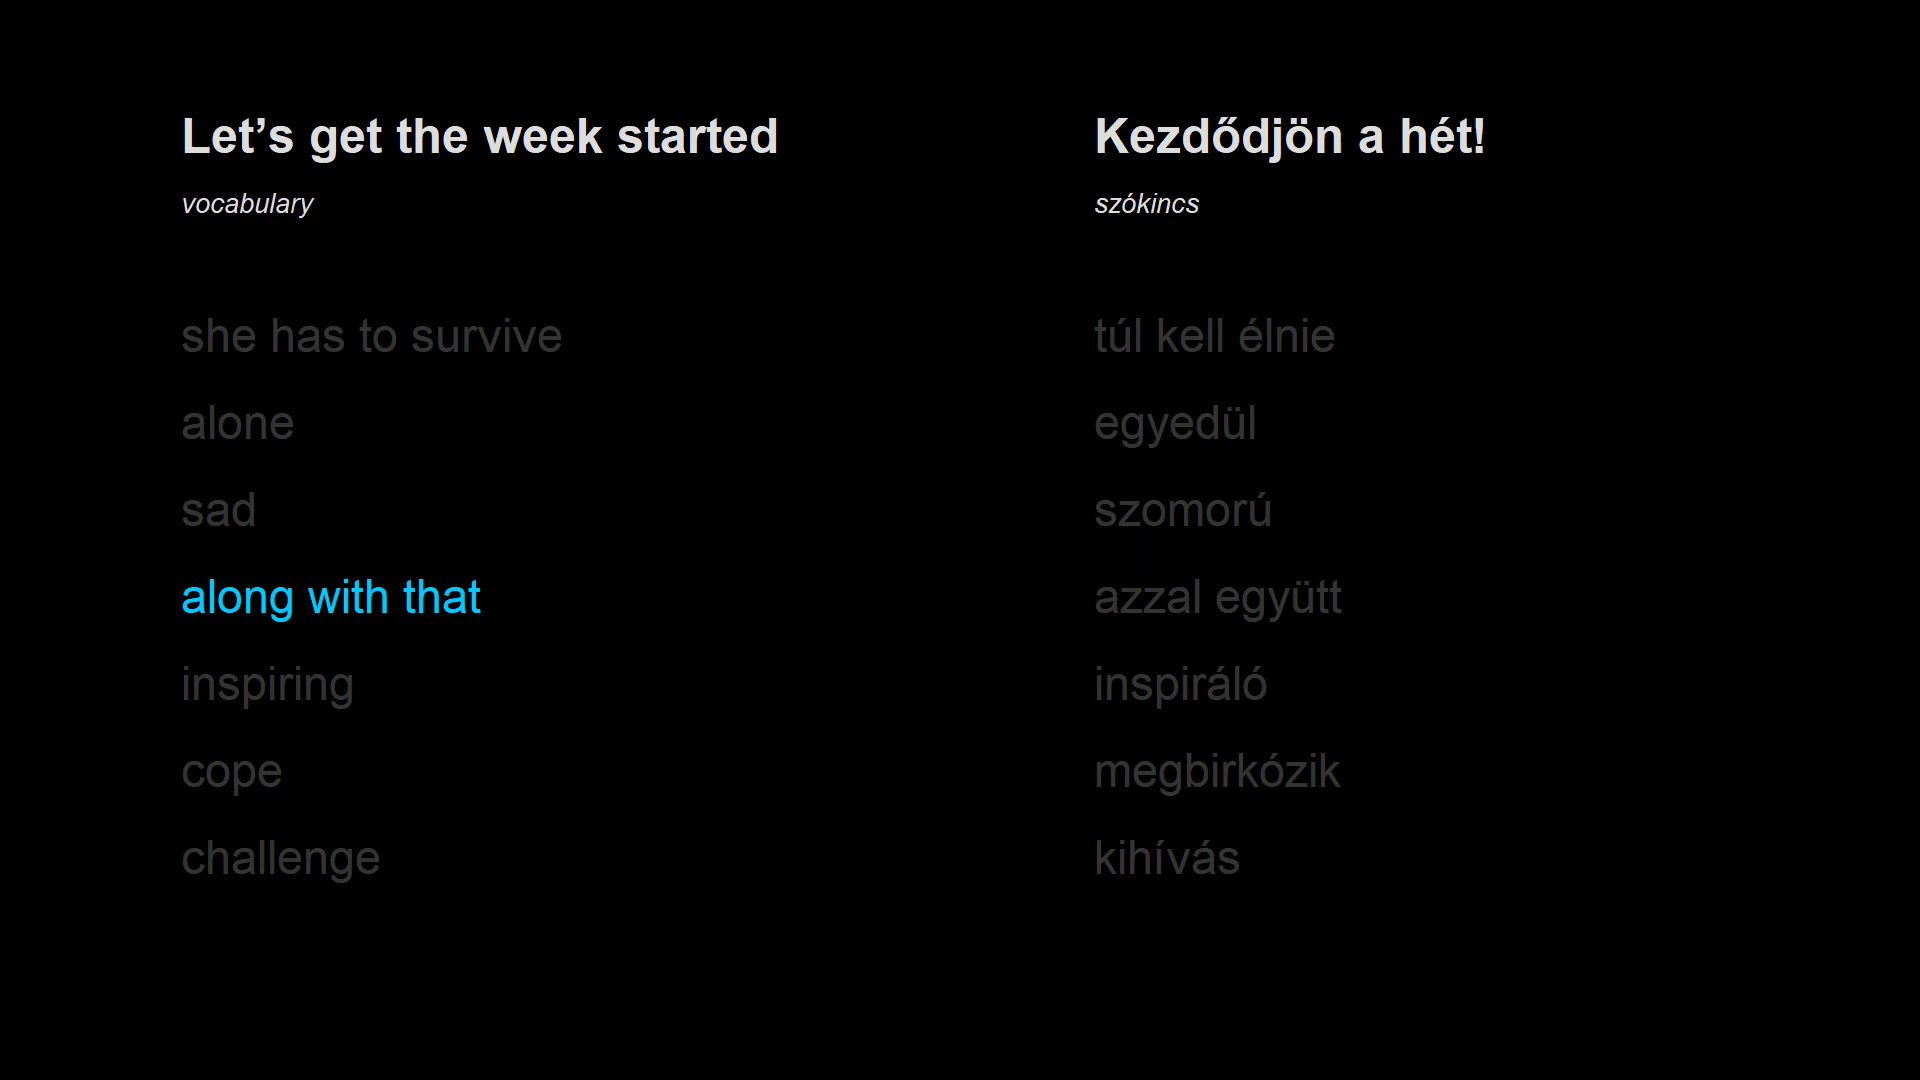 Let’s get the week started
vocabulary
she has to survive
alone
sad
along with that
inspiring
cope
challenge
Kezdődjön a hét!
szókincs
túl kell élnie
egyedül
szomorú
azzal együtt
inspiráló
megbirkózik
kihívás